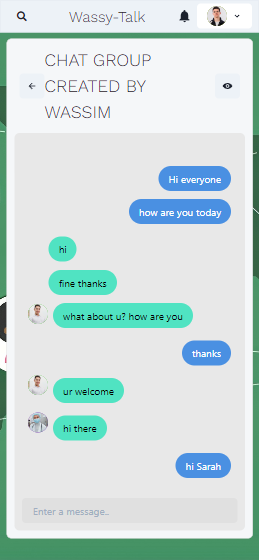 Wassy-Talk
CHAT GROUP
CREATED BY
WASSIM
Hi everyone
how are you today
hi
fine thanks
what about u? how are you
thanks
ur welcome
hi there
hi Sarah
Enter a message..